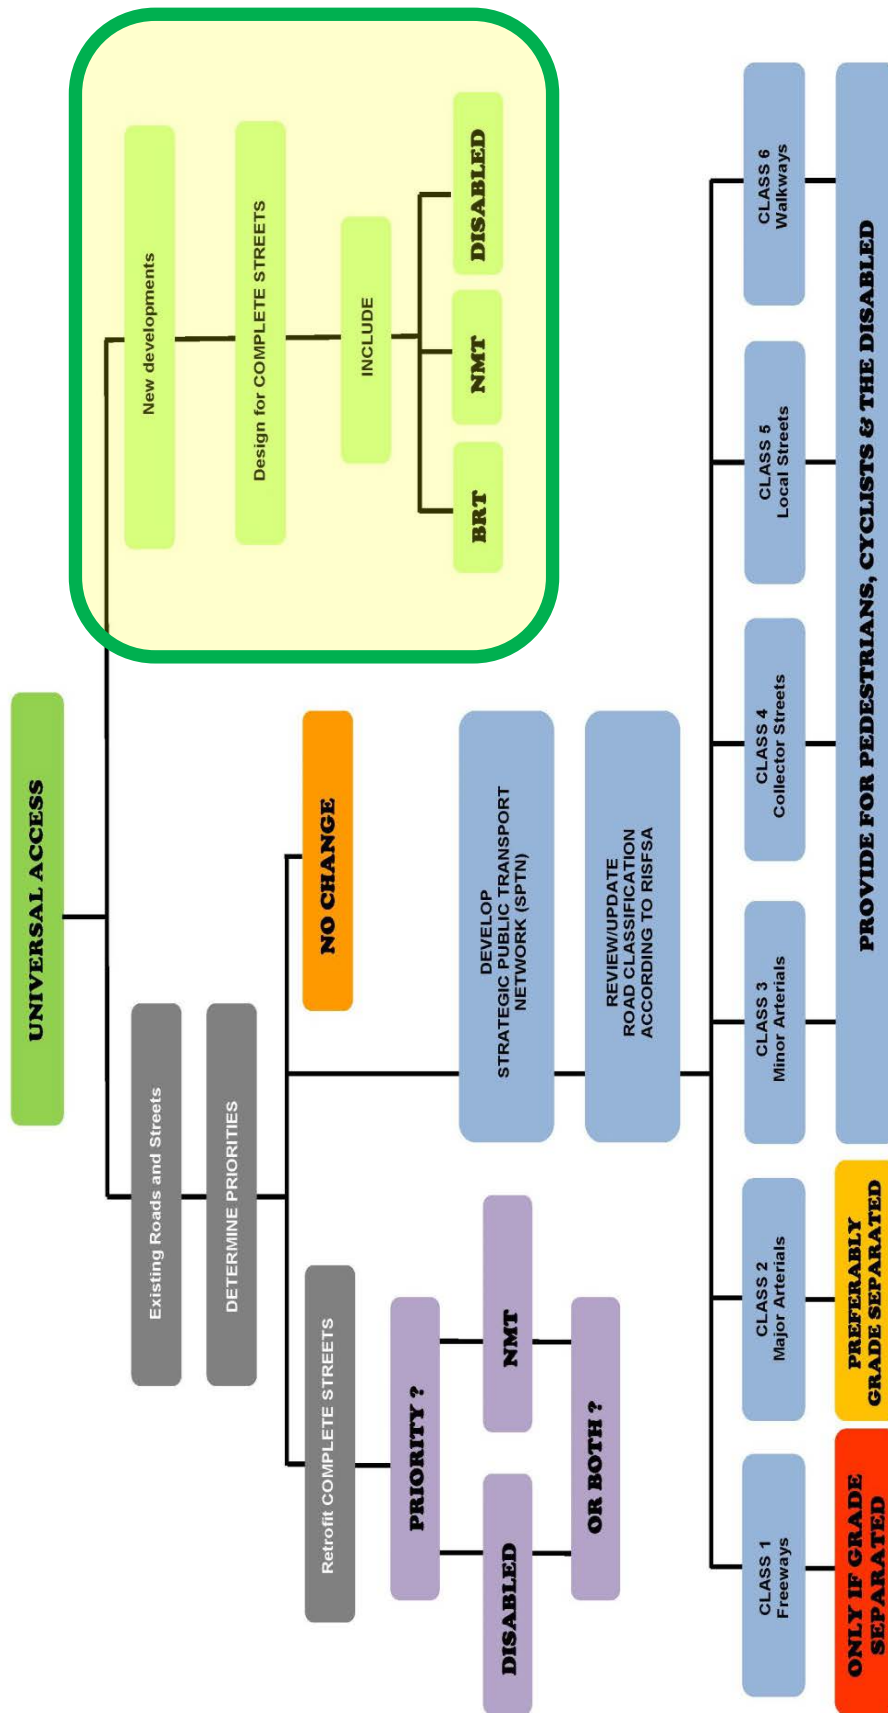 UNIVERSAL ACCESS
Existing Roads and Streets
DETERMINE PRIORITIES
Retrofit COMPLETE STREETS
PRIORITY ?
DISABLED
NMT
OR BOTH ?
NO CHANGE
New developments
Design for COMPLETE STREETS
INCLUDE
BRT
NMT
DISABLED
DEVELOP
STRATEGIC PUBLIC TRANSPORT
NETWORK (SPTN)
REVIEW/UPDATE
ROAD CLASSIFICATION
ACCORDING TO RISFSA
CLASS 1
Freeways
CLASS 2
Major Arterials
CLASS 3
Minor Arterials
CLASS 4
Collector Streets
CLASS 5
Local Streets
CLASS 6
Walkways
ONLY IF GRADE
SEPARATED
PREFERABLY
GRADE SEPARATED
PROVIDE FOR PEDESTRIANS, CYCLISTS & THE DISABLED